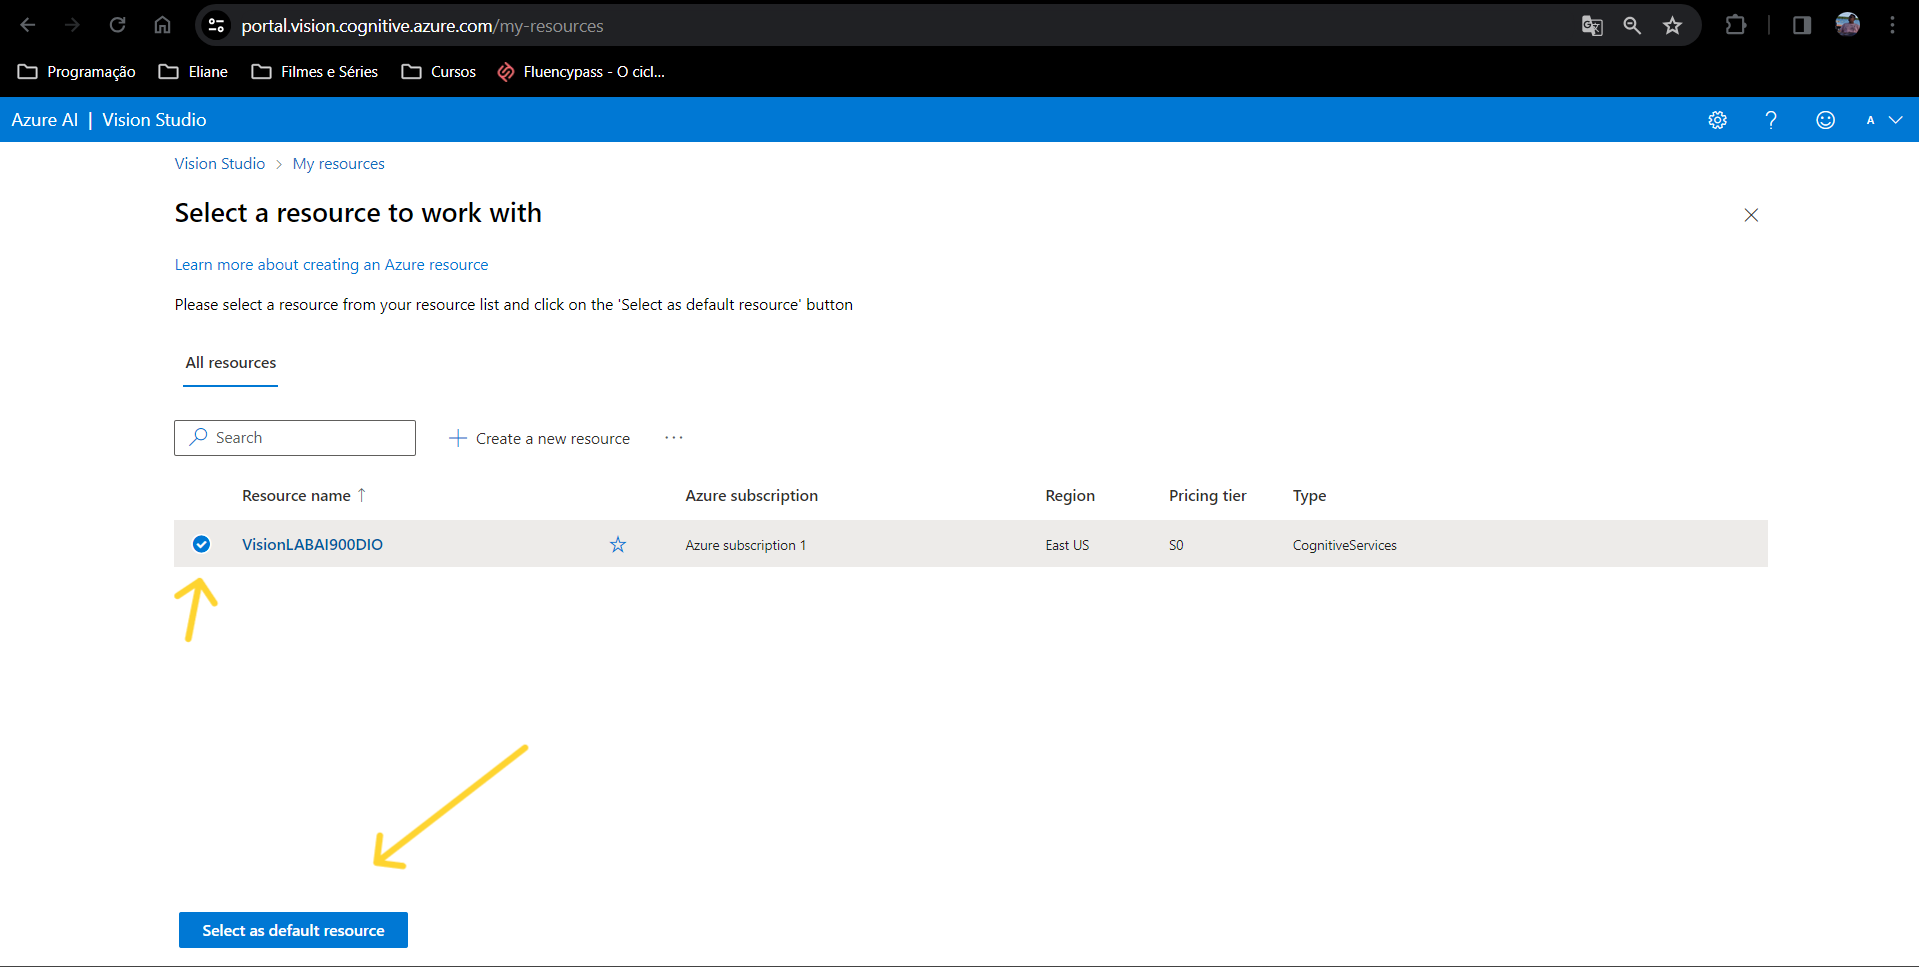 portal.vision.cognitive.azure.com/my-resources
Programação Eliane Filmes e Séries Cursos Fluencypass - O cicl...
Azure AI | Vision Studio A
Vision Studio > My resources
Select a resource to work with
Learn more about creating an Azure resource
Please select a resource from your resource list and click on the 'Select as default resource' button
All resources
Search Create a new resource ...
Resource name ↑ Azure subscription Region Pricing tier Type
VisionLABAI900DIO Azure subscription 1 East US S0 CognitiveServices
Select as default resource